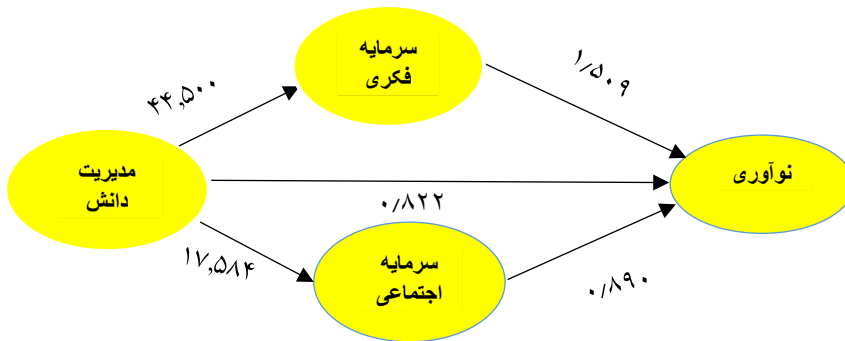 سرمایه
فکری
۱٫۵۰۹
۴۴٫۵۰۰
مدیریت
دانش
نوآوری
۰٫۸۲۲
۱۷٫۵۸۴
سرمایه
اجتماعی
۰٫۸۹۰